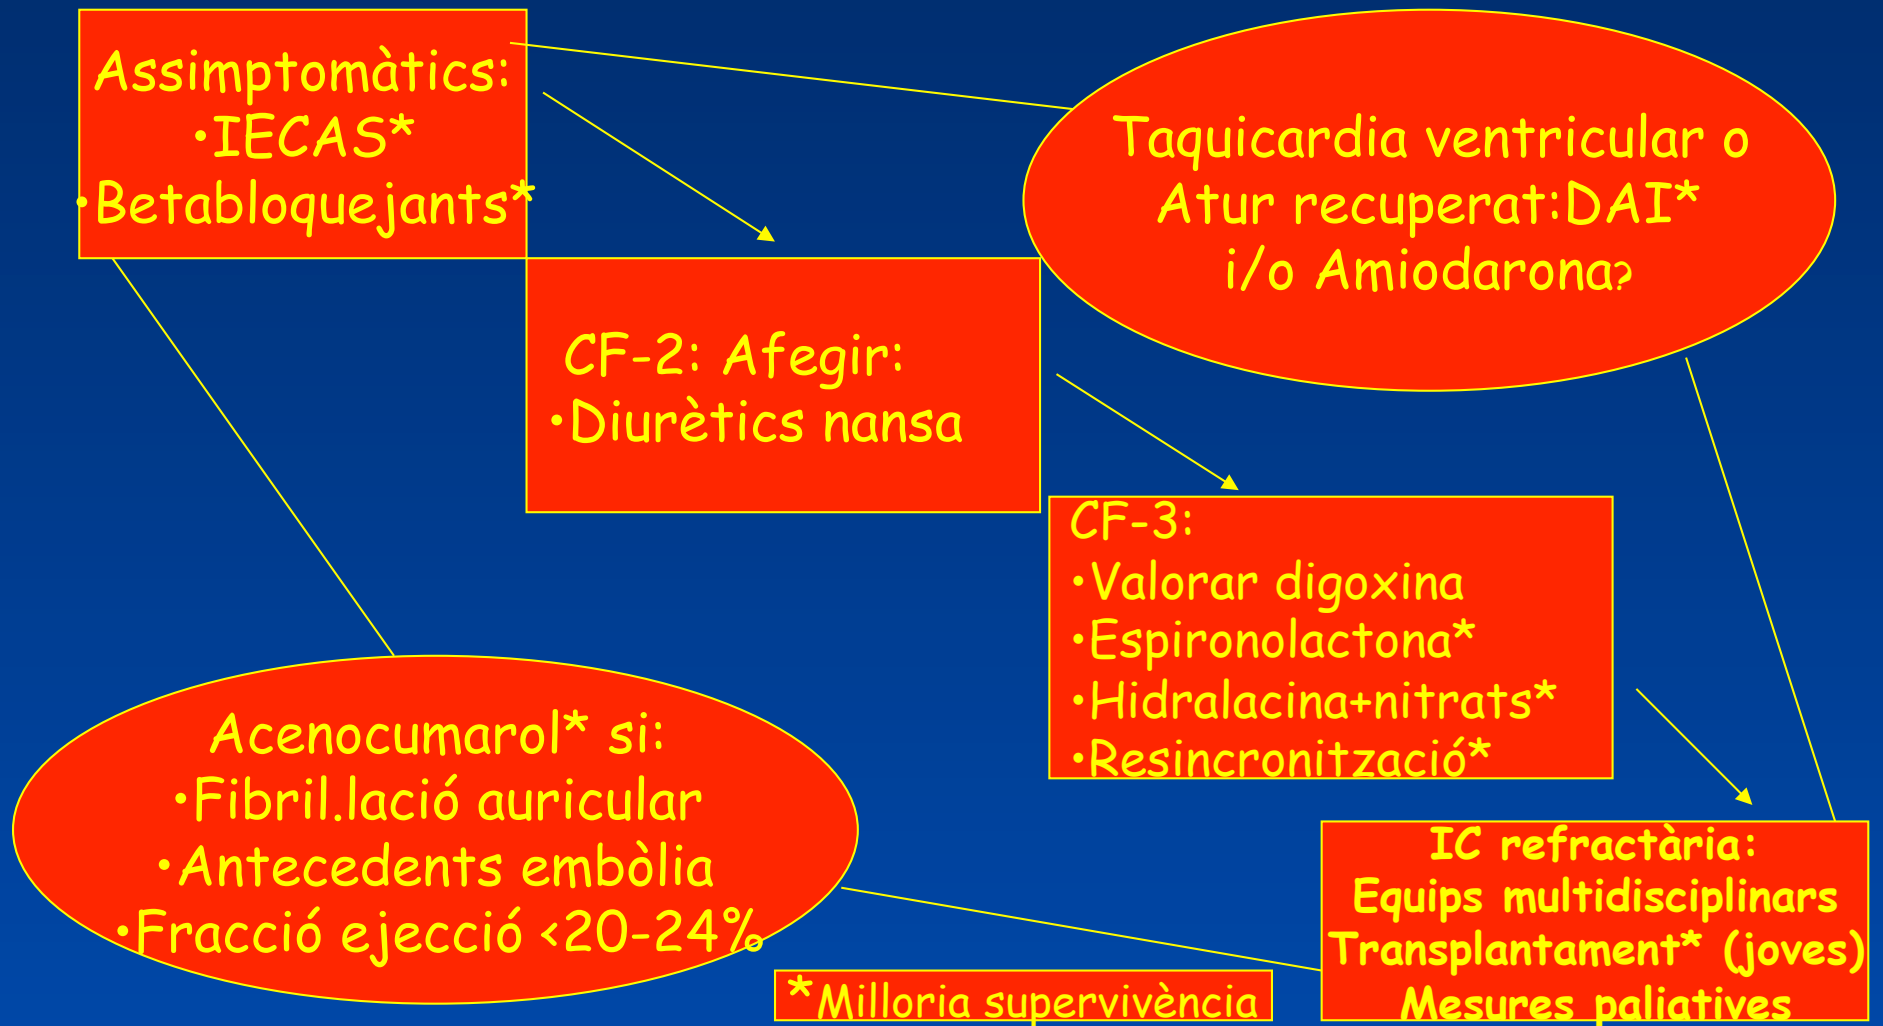 Assimptomàtics:
•IECAS*
•Betabloquejants*
Taquicardia ventricular o
Atur recuperat:DAI*
i/o Amiodarona?
CF-2: Afegir:
•Diurètics nansa
CF-3:
•Valorar digoxina
•Espironolactona*
•Hidralacina+nitrats*
•Resincronització*
Acenocumarol* si:
•Fibril.lació auricular
•Antecedents embòlia
•Fracció ejecció <20-24%
IC refractària:
Equips multidisciplinars
Transplantament* (joves)
Mesures paliatives
*Milloria supervivència